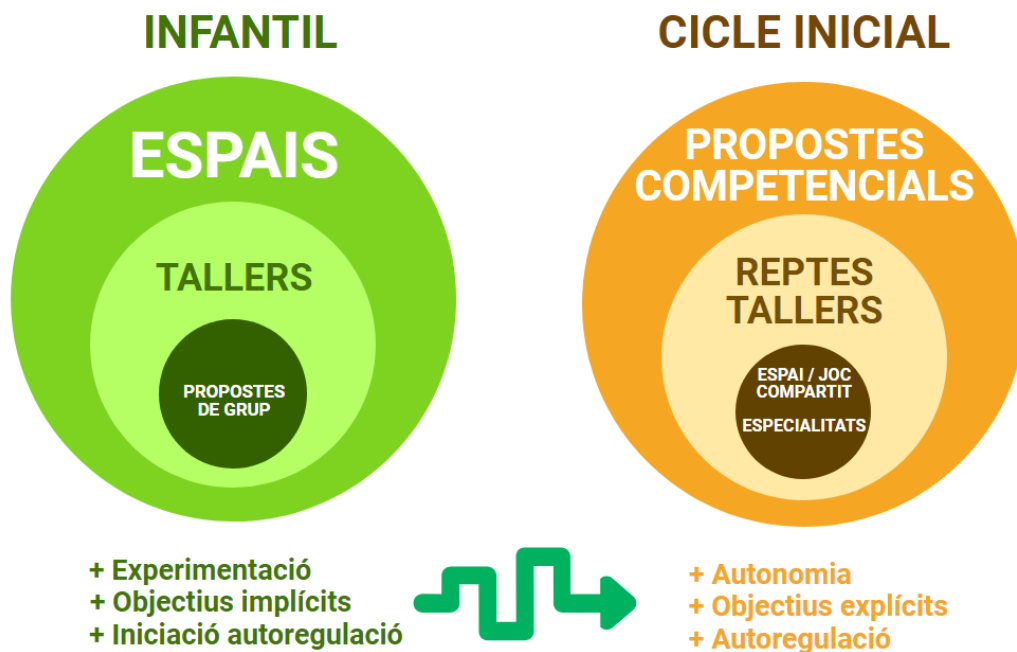 INFANTIL
ESPAIS
TALLERS
PROPOSTES
DE GRUP
+ Experimentació
+ Objectius implícits
+ Iniciació autoregulació
CICLE INICIAL
PROPOSTES
COMPETENCIALS
REPTES
TALLERS
ESPAI / JOC
COMPARTIT
ESPECIALITATS
+ Autonomia
+ Objectius explícits
+ Autoregulació